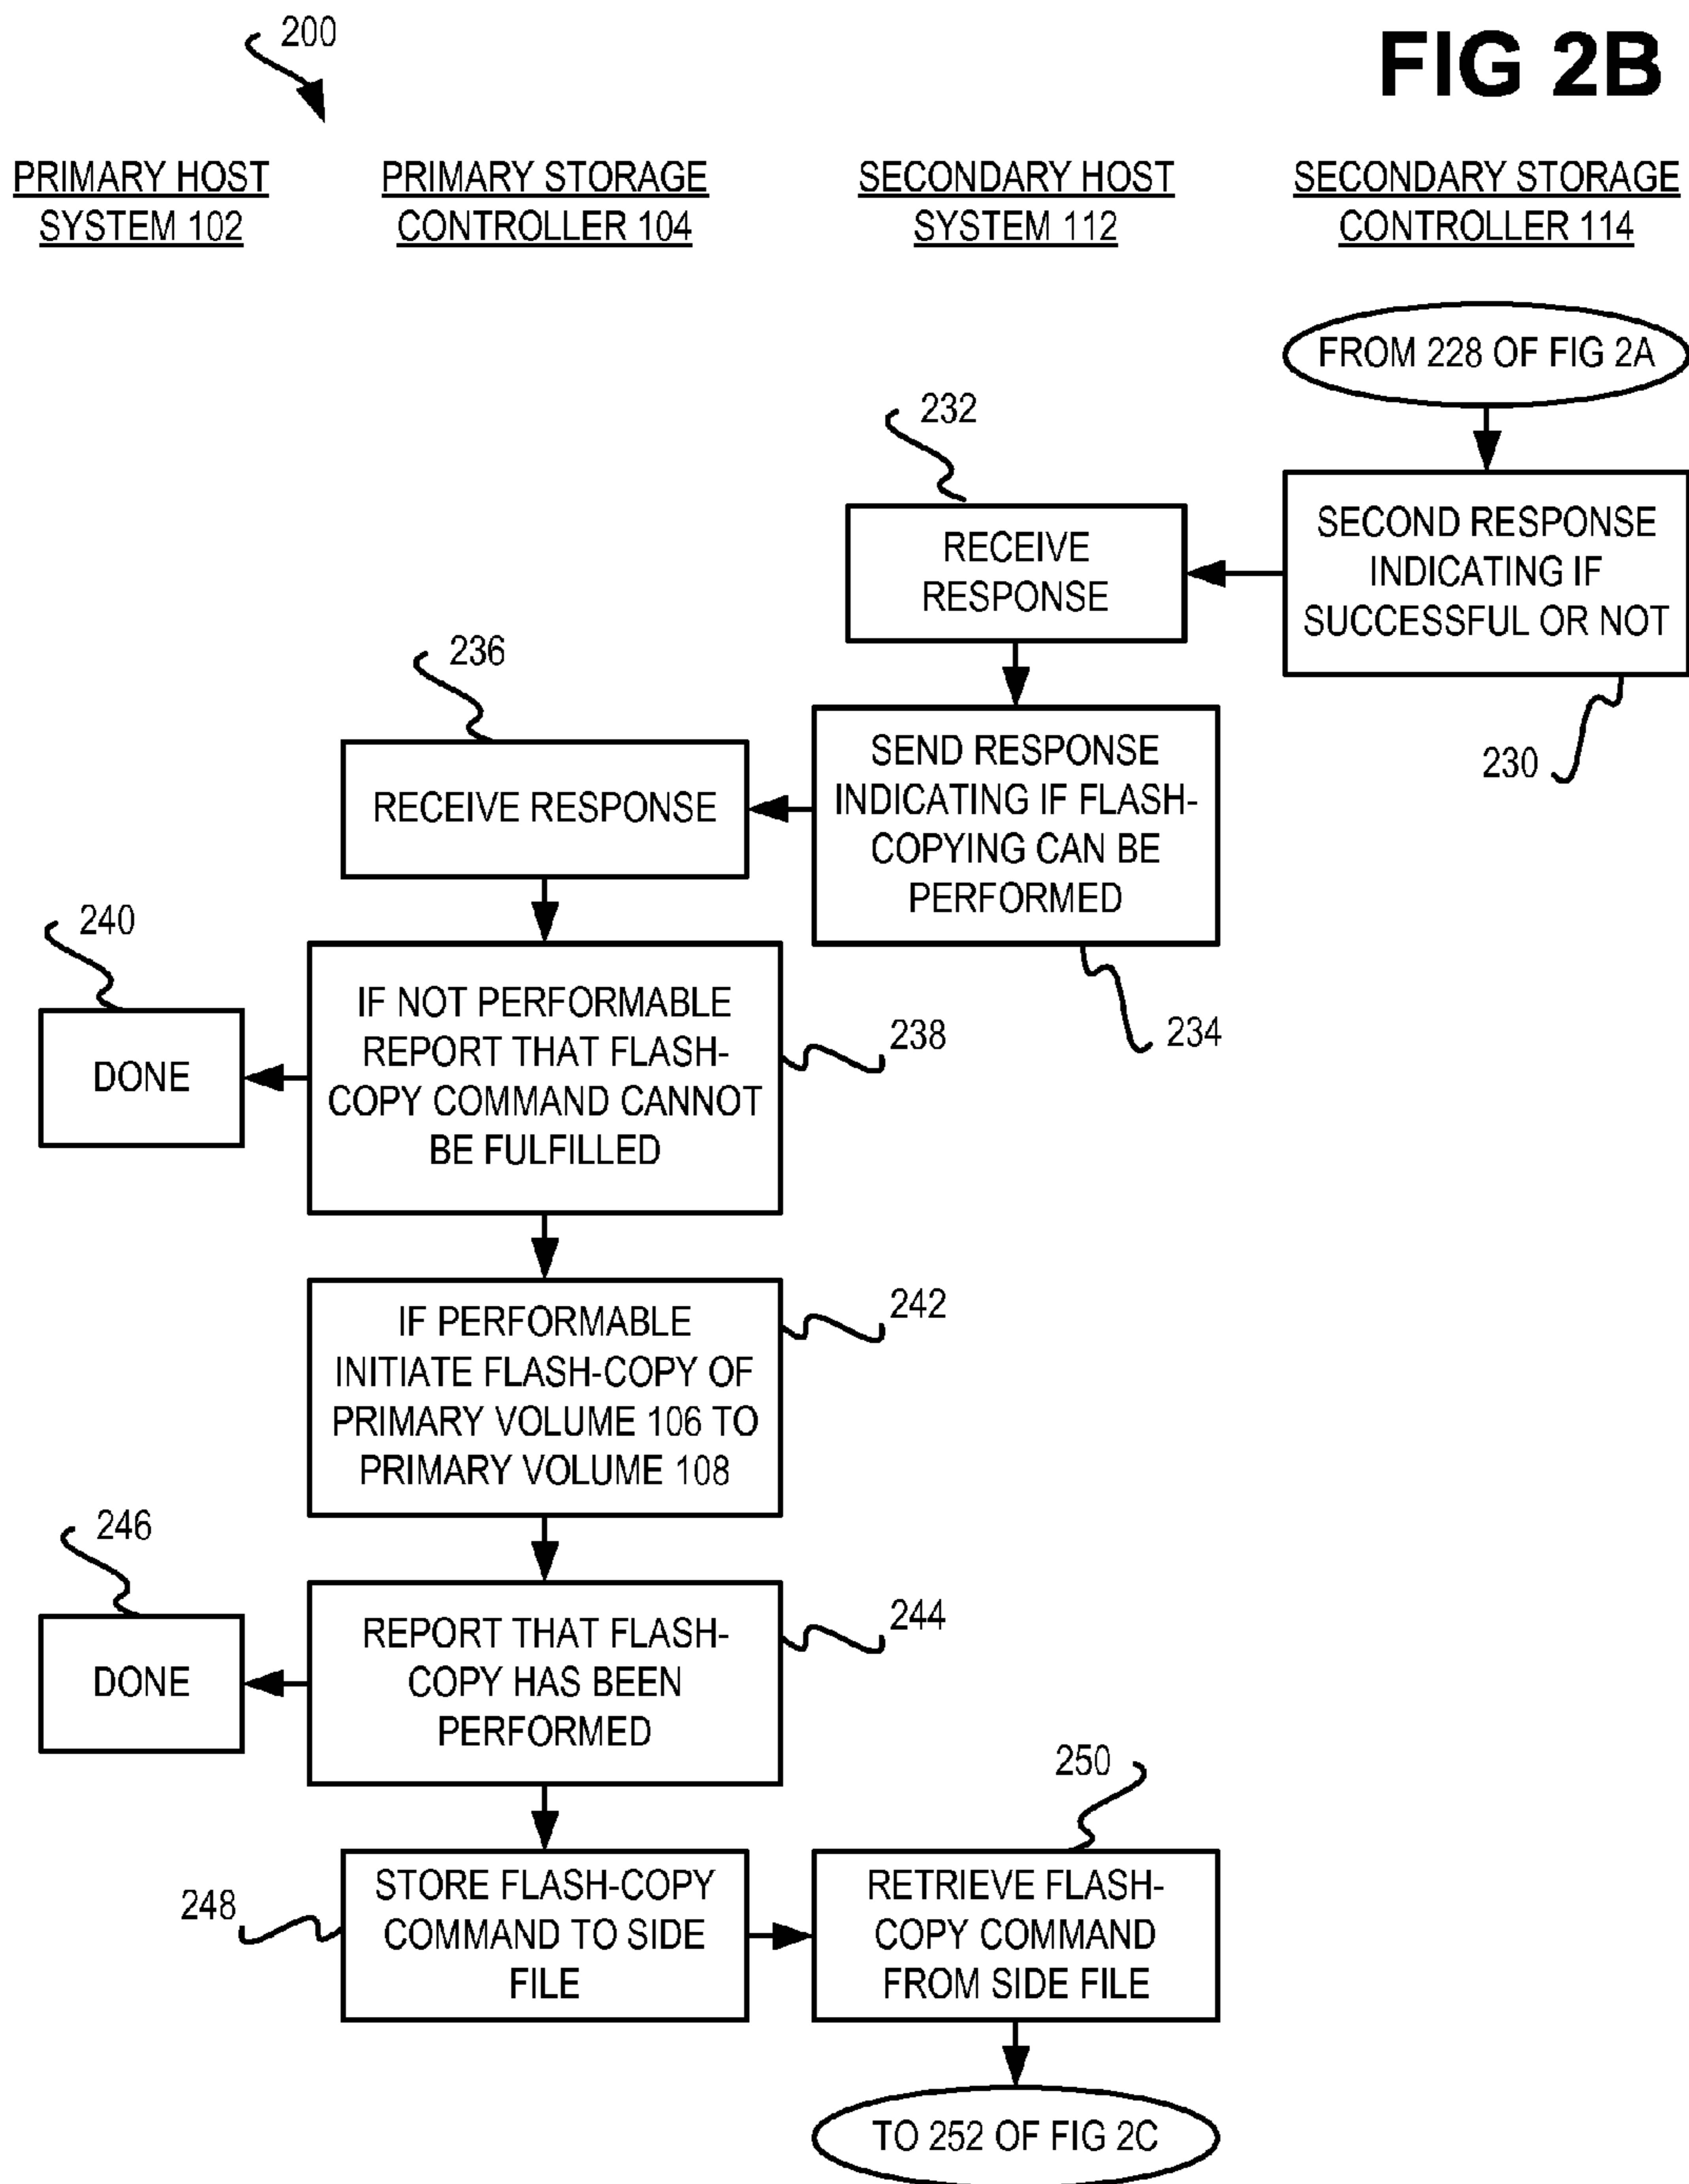 200
FIG 2B
PRIMARY HOST
SYSTEM 102
PRIMARY STORAGE
CONTROLLER 104
SECONDARY HOST
SYSTEM 112
SECONDARY STORAGE
CONTROLLER 114
FROM 228 OF FIG 2A
232
RECEIVE
RESPONSE
SECOND RESPONSE
INDICATING IF
SUCCESSFUL OR NOT
230
236
RECEIVE RESPONSE
SEND RESPONSE
INDICATING IF FLASH-
COPYING CAN BE
PERFORMED
234
240
DONE
IF NOT PERFORMABLE
REPORT THAT FLASH-
COPY COMMAND CANNOT
BE FULFILLED
238
IF PERFORMABLE
INITIATE FLASH-COPY OF
PRIMARY VOLUME 106 TO
PRIMARY VOLUME 108
242
246
DONE
REPORT THAT FLASH-
COPY HAS BEEN
PERFORMED
244
248
STORE FLASH-COPY
COMMAND TO SIDE
FILE
250
RETRIEVE FLASH-
COPY COMMAND
FROM SIDE FILE
TO 252 OF FIG 2C